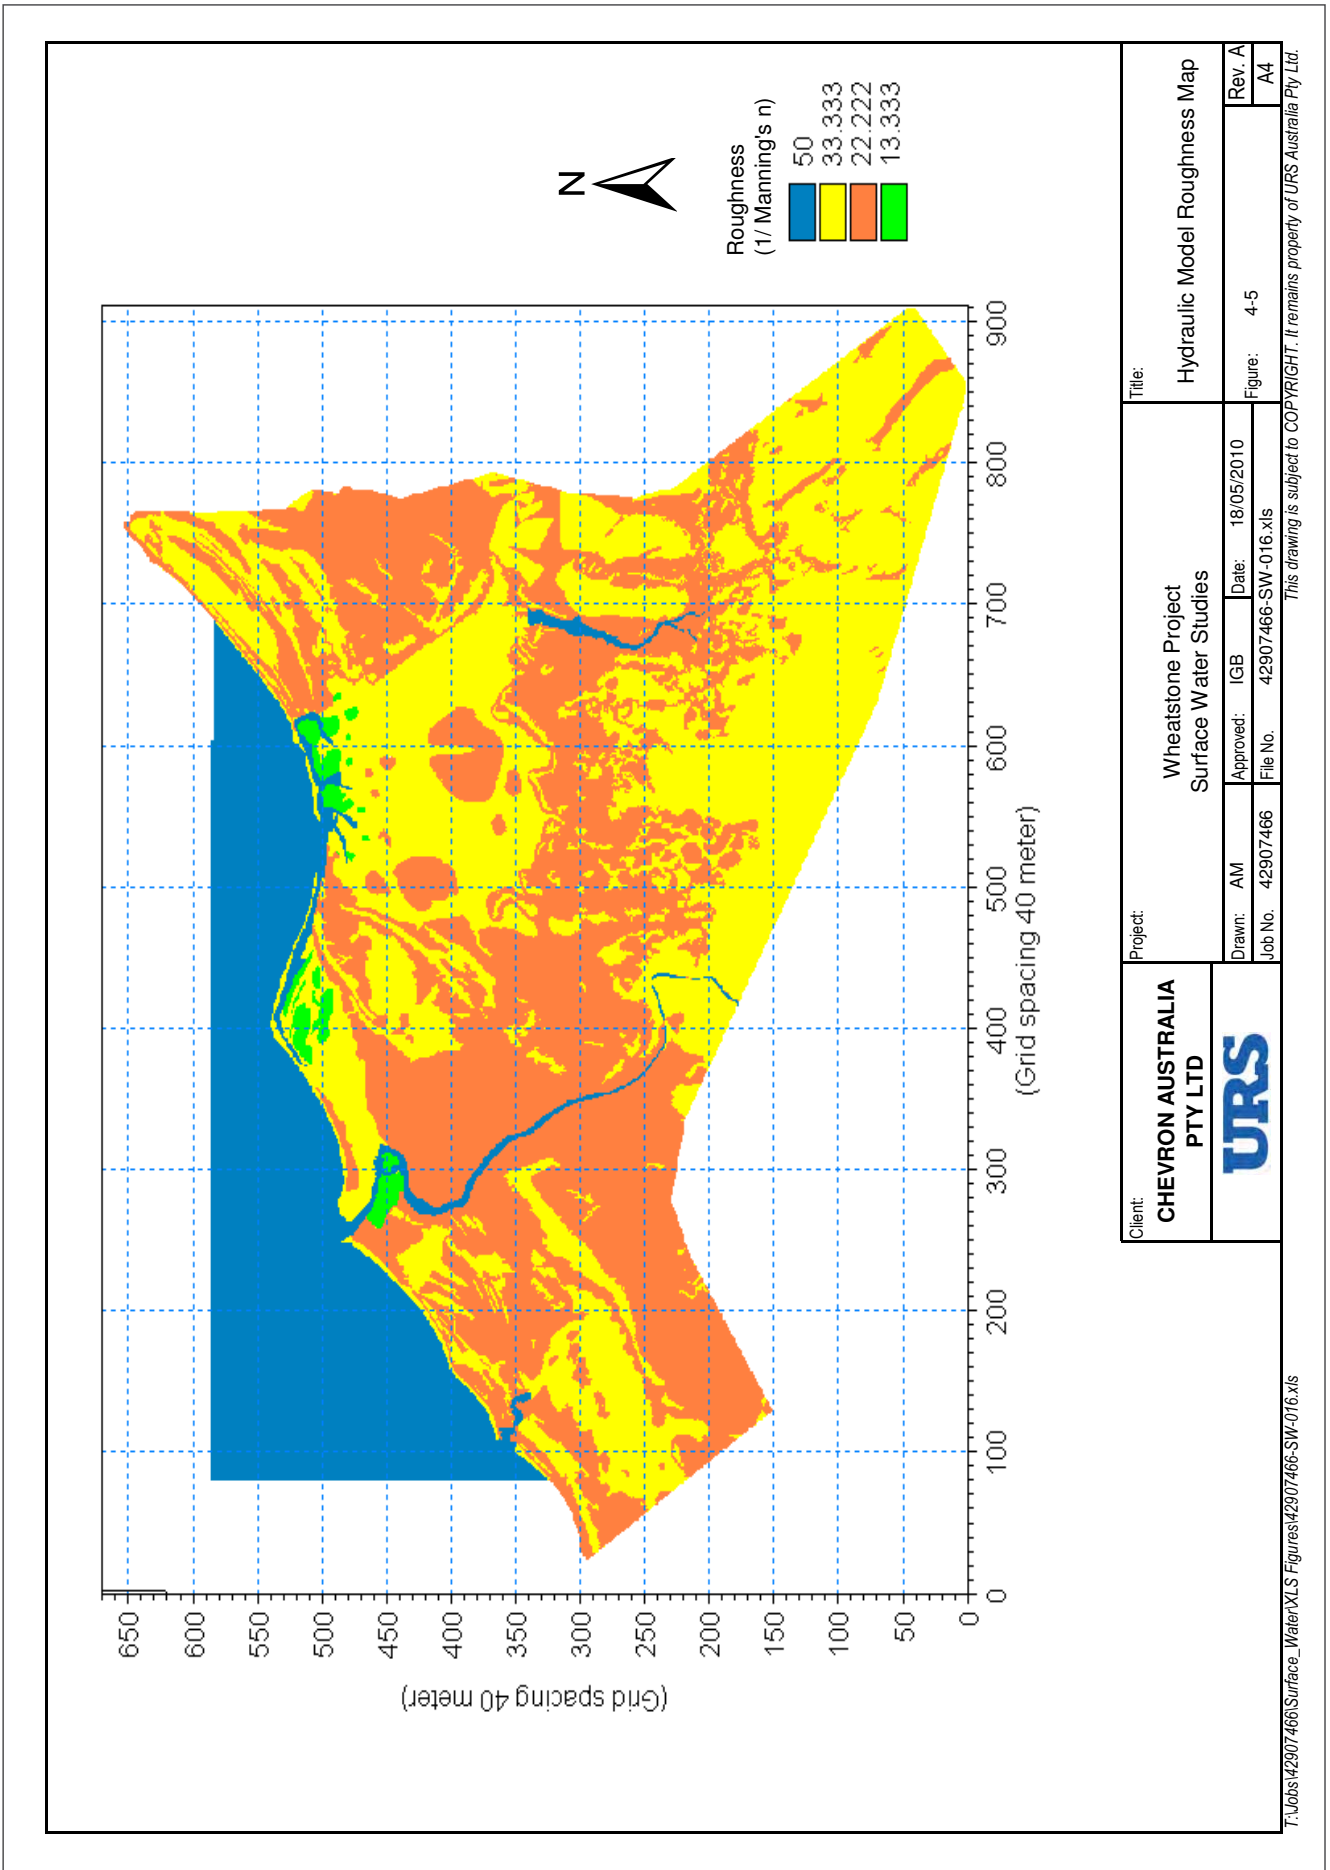 650
600
550
500
450
400
350
300
250
200
150
100
50
0
(Grid spacing 40 meter)
0
100
200
300
400
500
600
700
800
900
(Grid spacing 40 meter)
N
Roughness
(1/ Manning's n)
50
33.333
22.222
13.333
Client:
CHEVRON AUSTRALIA
PTY LTD
URS
Project:
Wheatstone Project
Surface Water Studies
Drawn: AM Approved: IGB Date: 18/05/2010
Job No. 42907466 File No. 42907466-SW-016.xls
Title:
Hydraulic Model Roughness Map
Figure: 4-5
Rev. A
A4
T:\Jobs\42907466\Surface_Water\XLS Figures\42907466-SW-016.xls
This drawing is subject to COPYRIGHT. It remains property of URS Australia Pty Ltd.